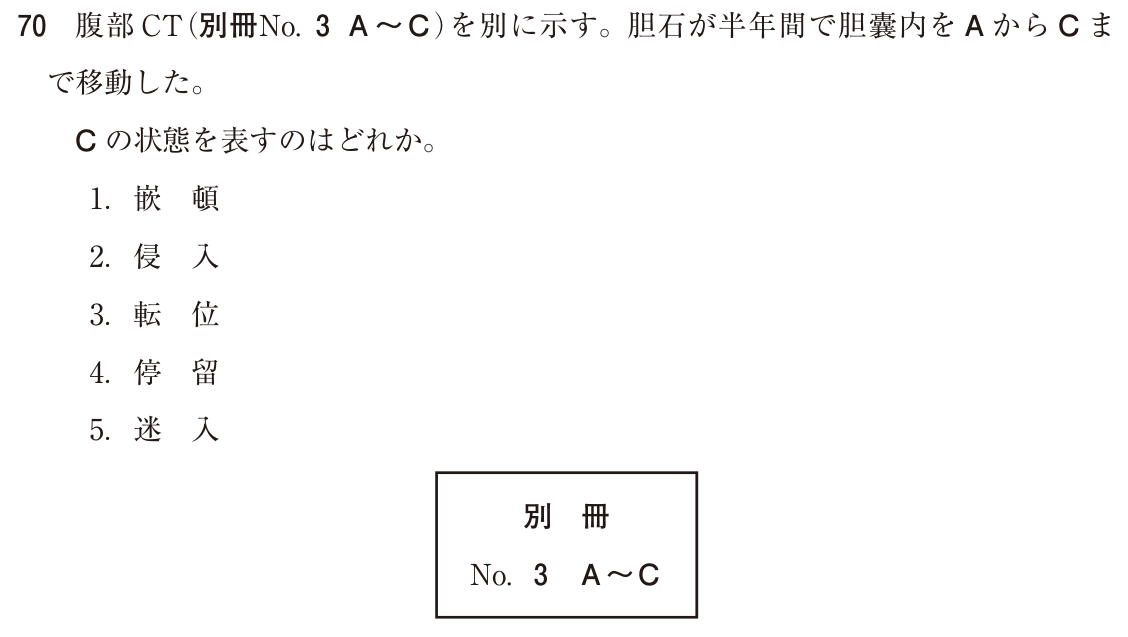 70 腹部CT(別冊No. 3 A～C)を別に示す。胆石が半年間で胆嚢内をAからCま
で移動した。
Cの状態を表すのはどれか。
1. 嵌 頓
2. 侵 入
3. 転 位
4. 停 留
5. 迷 入
別 冊
No. 3 A～C